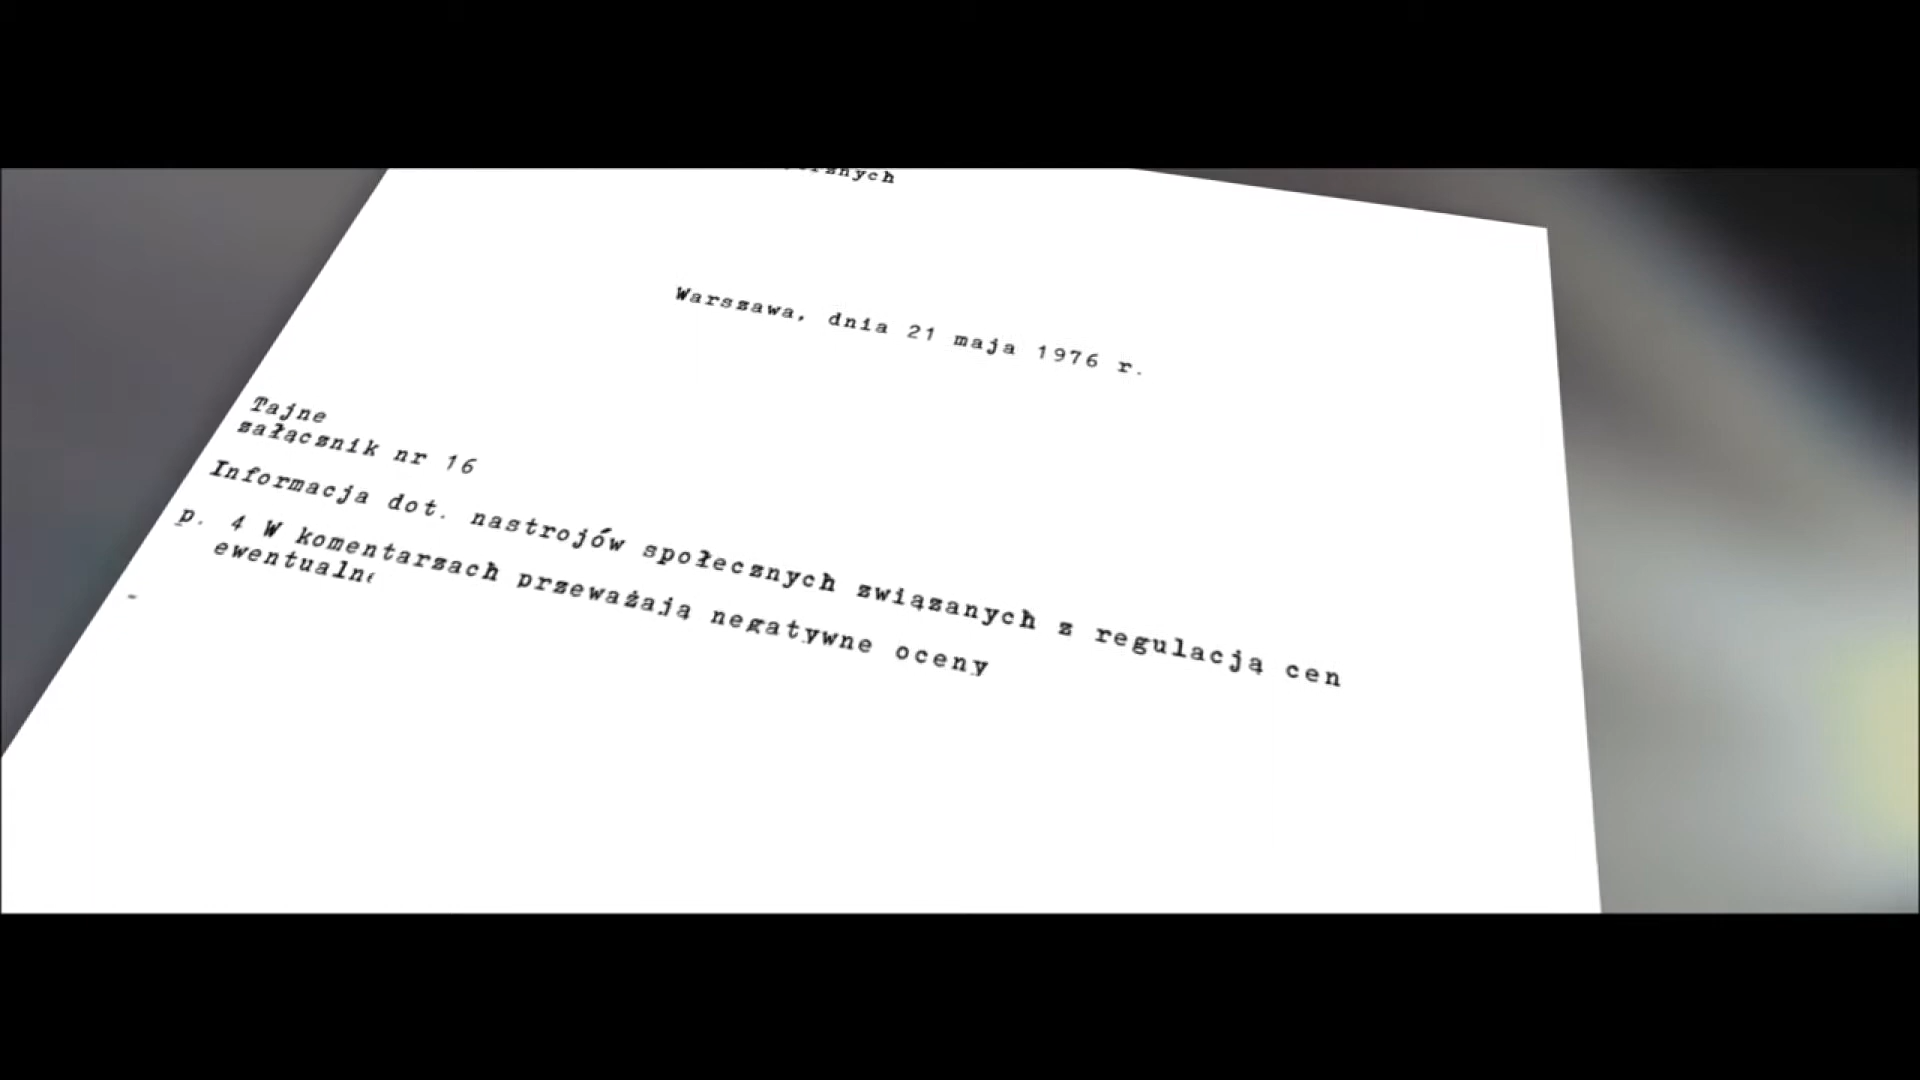 Warszawa, dnia 21 maja 1976 r.
Tajne
załącznik nr 16
Informacja dot. nastrojów społecznych związanych z regulacją cen
p. 4 W komentarzach przeważają negatywne oceny
-